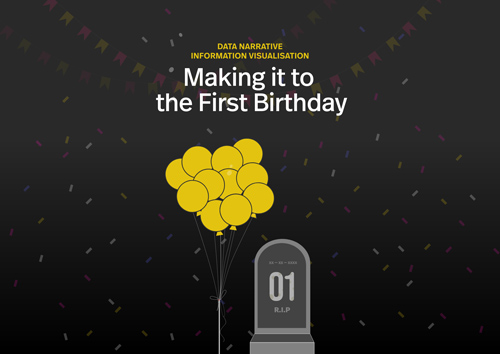 DATA NARRATIVE
INFORMATION VISUALISATION
Making it to
the First Birthday
01
R.I.P